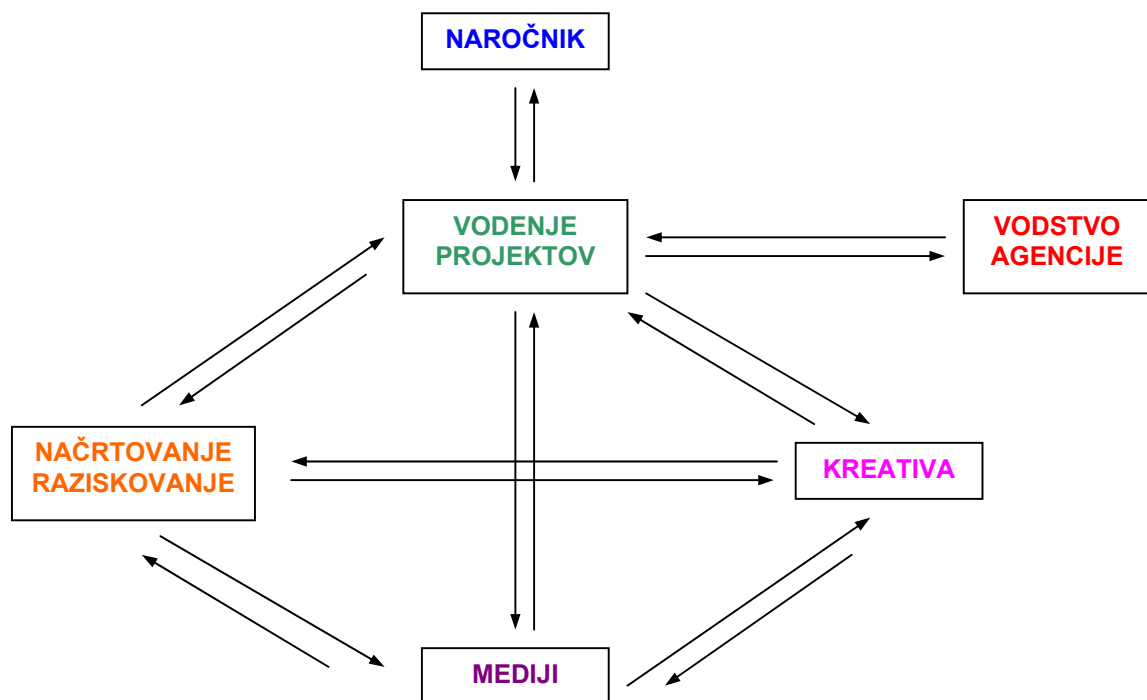 NAROČNIK
VODENJE
PROJEKTOV
VODSTVO
AGENCIJE
NAČRTOVANJE
RAZISKOVANJE
KREATIVA
MEDIJI